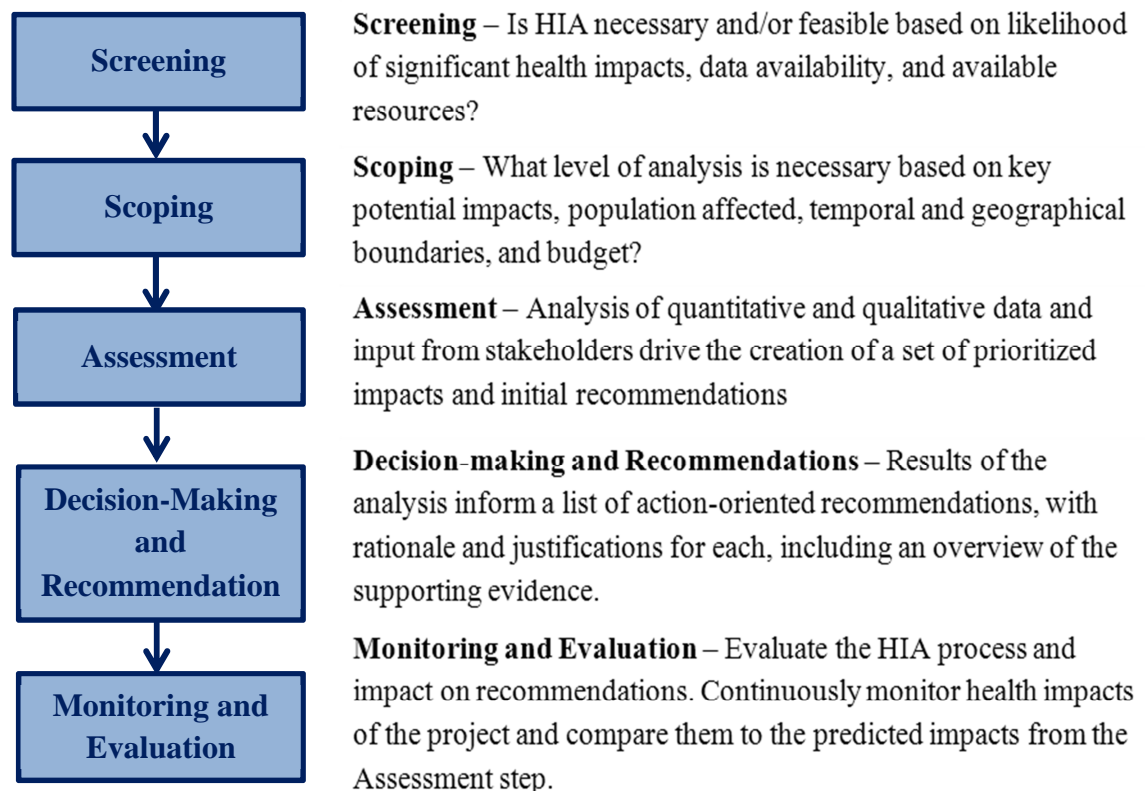 Screening
Screening – Is HIA necessary and/or feasible based on likelihood
of significant health impacts, data availability, and available
resources?
Scoping
Scoping – What level of analysis is necessary based on key
potential impacts, population affected, temporal and geographical
boundaries, and budget?
Assessment
Assessment – Analysis of quantitative and qualitative data and
input from stakeholders drive the creation of a set of prioritized
impacts and initial recommendations
Decision-Making
and
Recommendation
Decision-making and Recommendations – Results of the
analysis inform a list of action-oriented recommendations, with
rationale and justifications for each, including an overview of the
supporting evidence.
Monitoring and
Evaluation
Monitoring and Evaluation – Evaluate the HIA process and
impact on recommendations. Continuously monitor health impacts
of the project and compare them to the predicted impacts from the
Assessment step.